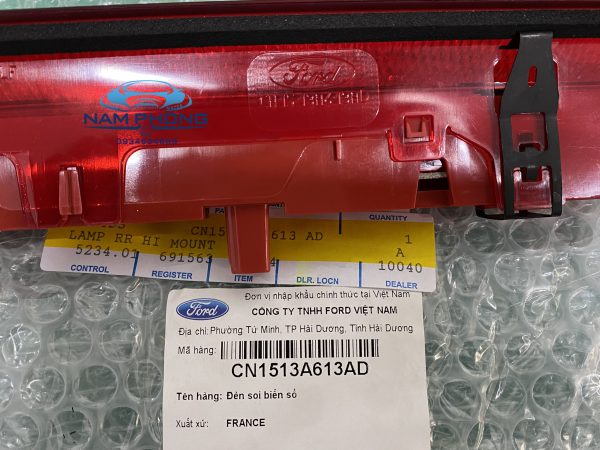 Ford
NAM PHONG
QUANTITY
CN15 613 AD 1
LAMP RR HI MOUNT A
5234.01 691563 4 10040
CONTROL REGISTER ITEM DLR. LOCN DEALER
Đơn vị nhập khẩu chính thức tại Việt Nam
Ford CÔNG TY TNHH FORD VIỆT NAM
Địa chỉ: Phường Tứ Minh, TP Hải Dương, Tỉnh Hải Dương
Mã hàng:
CN1513A613AD
Tên hàng: Đèn soi biển số
Xuất xứ: FRANCE